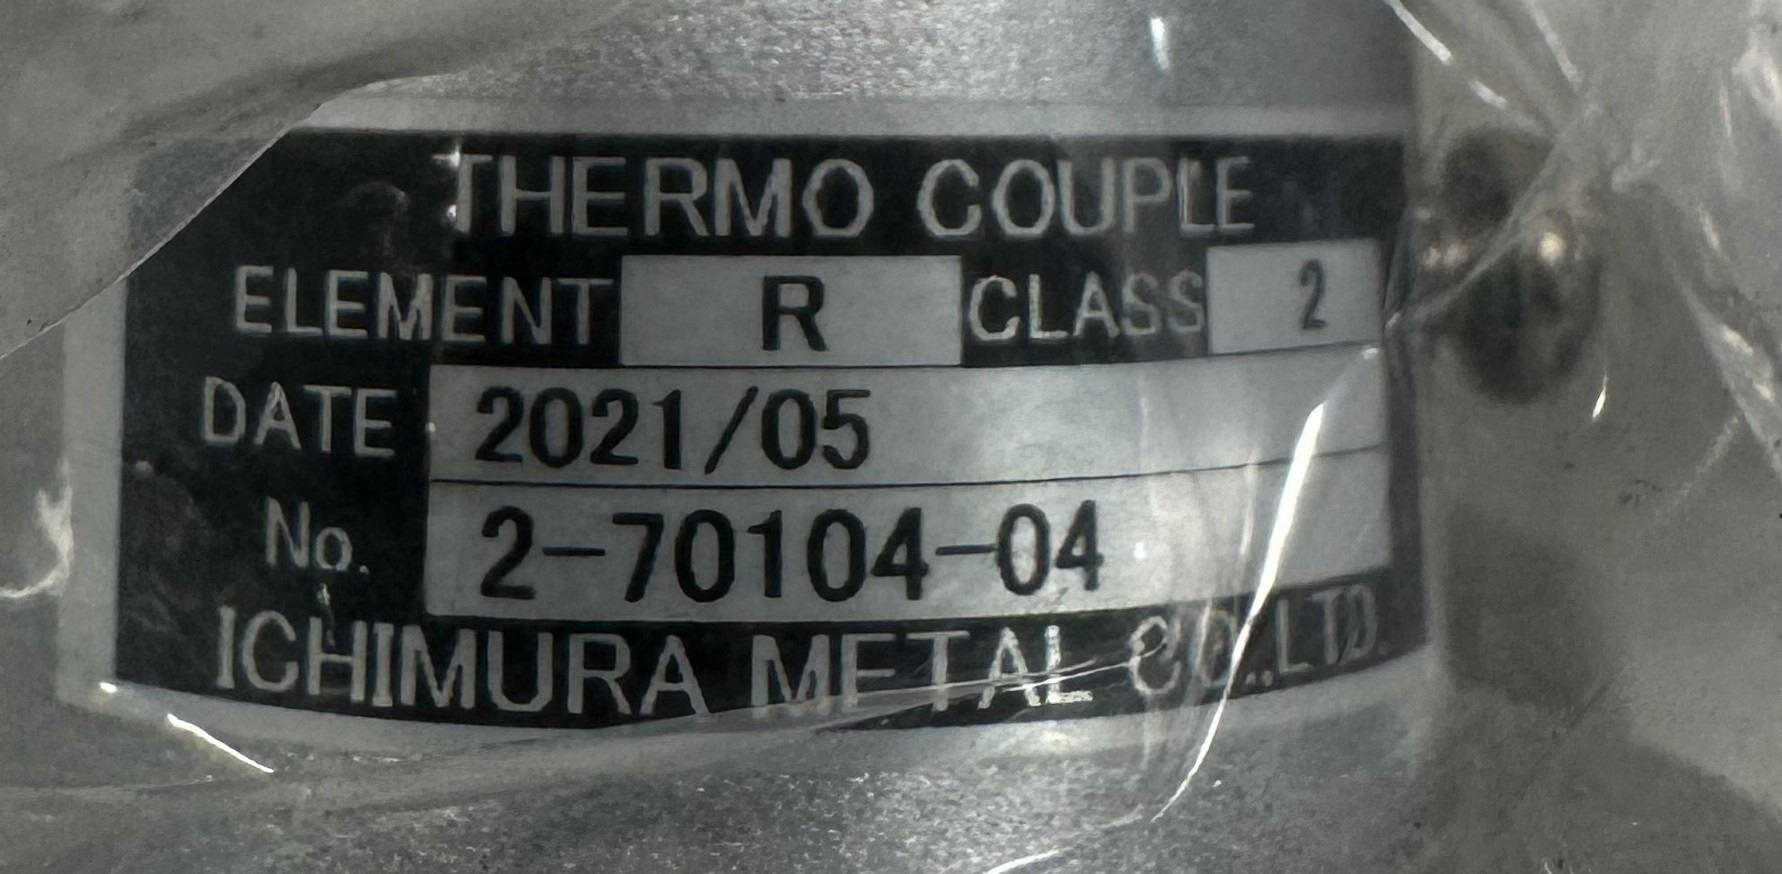 THERMO COUPLE
ELEMENT R CLASS 2
DATE 2021/05
No. 2-70104-04
ICHIMURA METAL CO.,LTD.